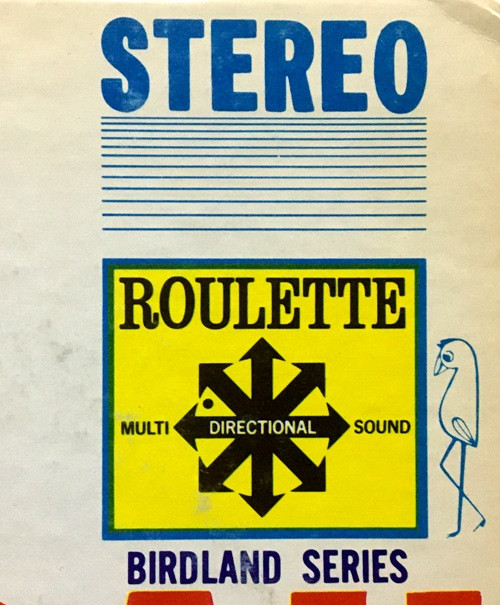 STEREO
ROULETTE
MULTI DIRECTIONAL SOUND
BIRDLAND SERIES